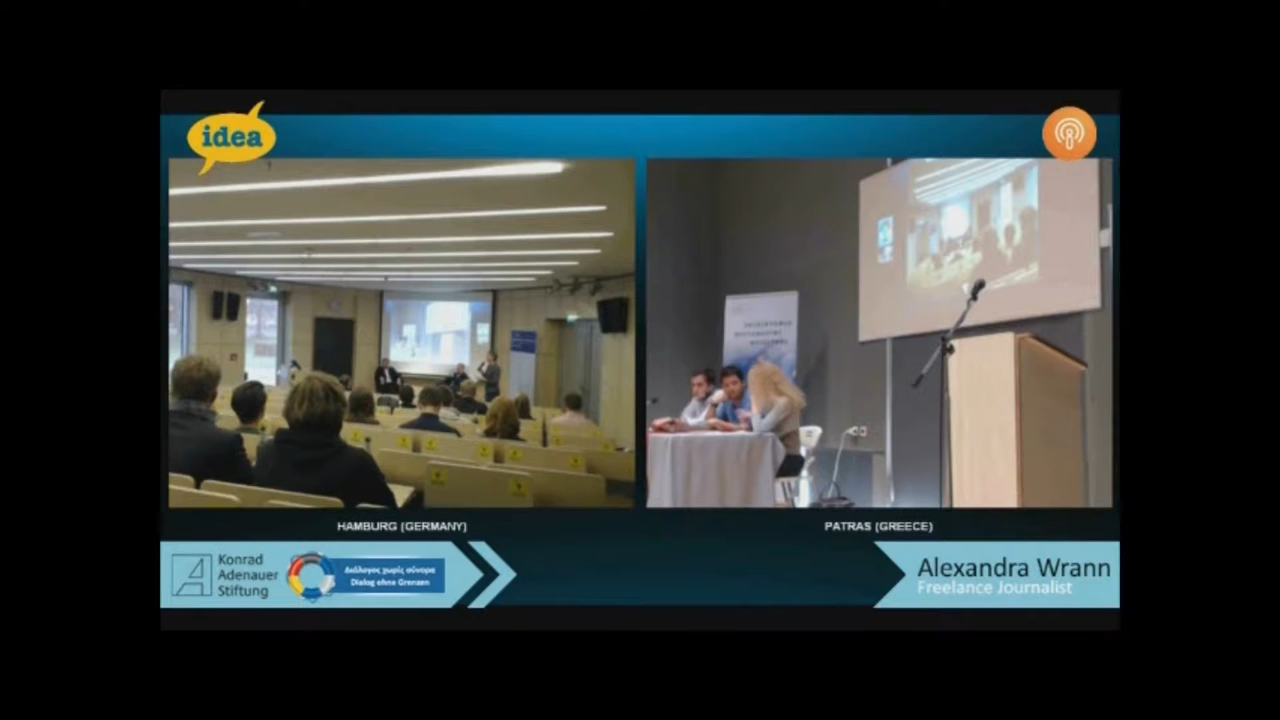 idea
HAMBURG (GERMANY)
PATRAS (GREECE)
Konrad
Adenauer
Stiftung
Διάλογος χωρίς σύνορα
Dialog ohne Grenzen
Alexandra Wrann
Freelance Journalist